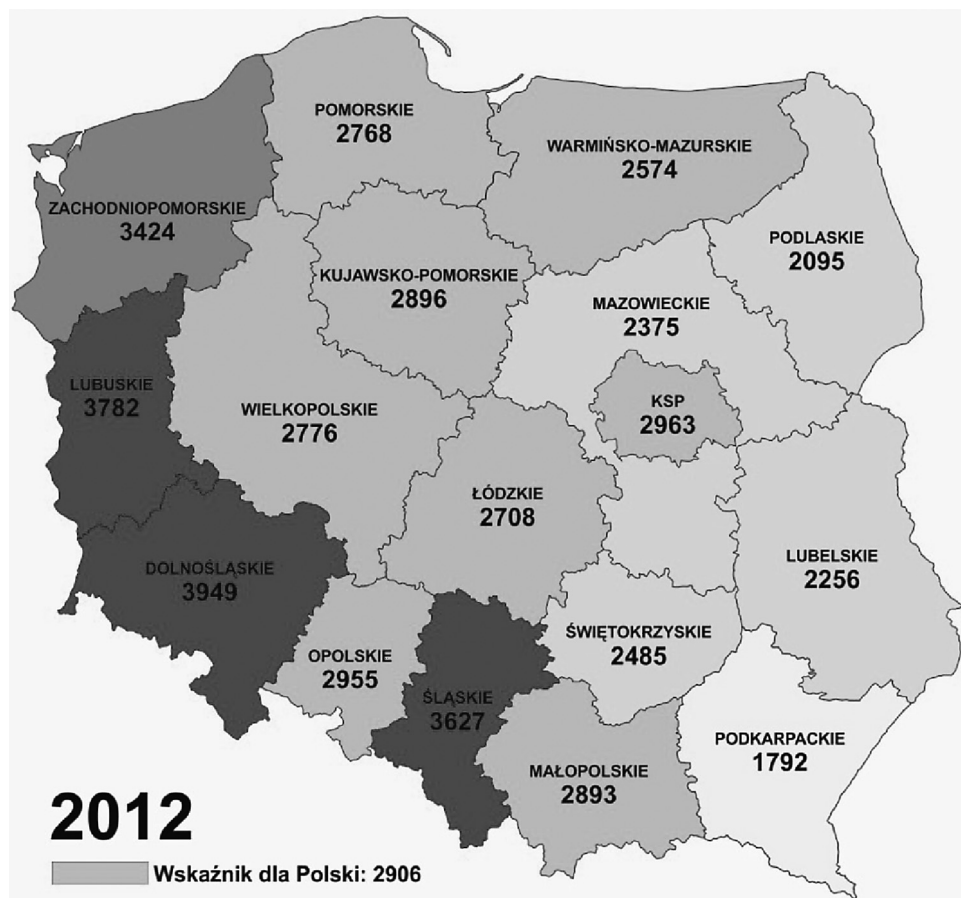 POMORSKIE
2768
WARMIŃSKO-MAZURSKIE
2574
ZACHODNIOPOMORSKIE
3424
PODLASKIE
2095
KUJAWSKO-POMORSKIE
2896
MAZOWIECKIE
2375
LUBUSKIE
3782
WIELKOPOLSKIE
2776
KSP
2963
ŁÓDZKIE
2708
LUBELSKIE
2256
DOLNOŚLĄSKIE
3949
ŚWIĘTOKRZYSKIE
2485
OPOLSKIE
2955
ŚLĄSKIE
3627
PODKARPACKIE
1792
MAŁOPOLSKIE
2893
2012
Wskaźnik dla Polski: 2906